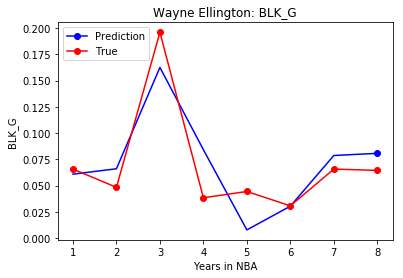 Wayne Ellington: BLK_G
Prediction
True
BLK_G
0.200
0.175
0.150
0.125
0.100
0.075
0.050
0.025
0.000
1 2 3 4 5 6 7 8
Years in NBA